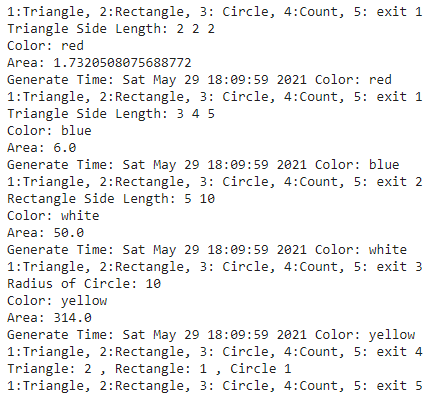 1:Triangle, 2:Rectangle, 3: Circle, 4:Count, 5: exit 1
Triangle Side Length: 2 2 2
Color: red
Area: 1.7320508075688772
Generate Time: Sat May 29 18:09:59 2021 Color: red
1:Triangle, 2:Rectangle, 3: Circle, 4:Count, 5: exit 1
Triangle Side Length: 3 4 5
Color: blue
Area: 6.0
Generate Time: Sat May 29 18:09:59 2021 Color: blue
1:Triangle, 2:Rectangle, 3: Circle, 4:Count, 5: exit 2
Rectangle Side Length: 5 10
Color: white
Area: 50.0
Generate Time: Sat May 29 18:09:59 2021 Color: white
1:Triangle, 2:Rectangle, 3: Circle, 4:Count, 5: exit 3
Radius of Circle: 10
Color: yellow
Area: 314.0
Generate Time: Sat May 29 18:09:59 2021 Color: yellow
1:Triangle, 2:Rectangle, 3: Circle, 4:Count, 5: exit 4
Triangle: 2 , Rectangle: 1 , Circle 1
1:Triangle, 2:Rectangle, 3: Circle, 4:Count, 5: exit 5